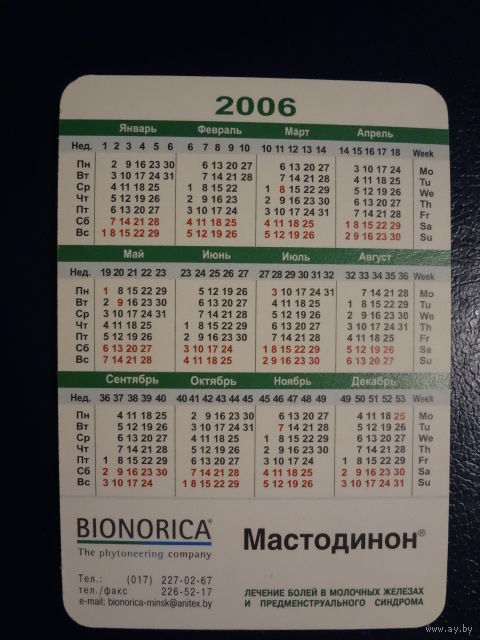 2006
Январь Февраль Март Апрель
Нед. 1 2 3 4 5 6 6 7 8 9 10 10 11 12 13 14 14 15 16 17 18 Week
Пн 2 9 16 23 30 6 13 20 27 6 13 20 27 3 10 17 24 Mo
Вт 3 10 17 24 31 7 14 21 28 7 14 21 28 4 11 18 25 Tu
Ср 4 11 18 25 1 8 15 22 1 8 15 22 29 5 12 19 26 We
Чт 5 12 19 26 2 9 16 23 2 9 16 23 30 6 13 20 27 Th
Пт 6 13 20 27 3 10 17 24 3 10 17 24 31 7 14 21 28 Fr
Сб 7 14 21 28 4 11 18 25 4 11 18 25 1 8 15 22 29 Sa
Вс 1 8 15 22 29 5 12 19 26 5 12 19 26 2 9 16 23 30 Su
Май Июнь Июль Август
Нед. 19 20 21 22 23 23 24 25 26 27 27 28 29 30 31 32 32 33 34 35 36 Week
Пн 1 8 15 22 29 5 12 19 26 3 10 17 24 31 7 14 21 28 Mo
Вт 2 9 16 23 30 6 13 20 27 4 11 18 25 1 8 15 22 29 Tu
Ср 3 10 17 24 31 7 14 21 28 5 12 19 26 2 9 16 23 30 We
Чт 4 11 18 25 1 8 15 22 29 6 13 20 27 3 10 17 24 31 Th
Пт 5 12 19 26 2 9 16 23 30 7 14 21 28 4 11 18 25 Fr
Сб 6 13 20 27 3 10 17 24 1 8 15 22 29 5 12 19 26 Sa
Вс 7 14 21 28 4 11 18 25 2 9 16 23 30 6 13 20 27 Su
Сентябрь Октябрь Ноябрь Декабрь
Нед. 36 37 38 39 40 40 41 42 43 44 45 45 46 47 48 49 50 51 52 53 Week
Пн 4 11 18 25 2 9 16 23 30 6 13 20 27 4 11 18 25 Mo
Вт 5 12 19 26 3 10 17 24 31 7 14 21 28 5 12 19 26 Tu
Ср 6 13 20 27 4 11 18 25 1 8 15 22 29 6 13 20 27 We
Чт 7 14 21 28 5 12 19 26 2 9 16 23 30 7 14 21 28 Th
Пт 1 8 15 22 29 6 13 20 27 3 10 17 24 1 8 15 22 29 Fr
Сб 2 9 16 23 30 7 14 21 28 4 11 18 25 2 9 16 23 30 Sa
Вс 3 10 17 24 1 8 15 22 29 5 12 19 26 3 10 17 24 31 Su
BIONORICA®
The phytoneering company
Мастодинон®
Тел.: (017) 227-02-67
тел./факс 226-52-17
e-mail: bionorica-minsk@anitex.by
ЛЕЧЕНИЕ БОЛЕЙ В МОЛОЧНЫХ ЖЕЛЕЗАХ
И ПРЕДМЕНСТРУАЛЬНОГО СИНДРОМА
www.ay.by